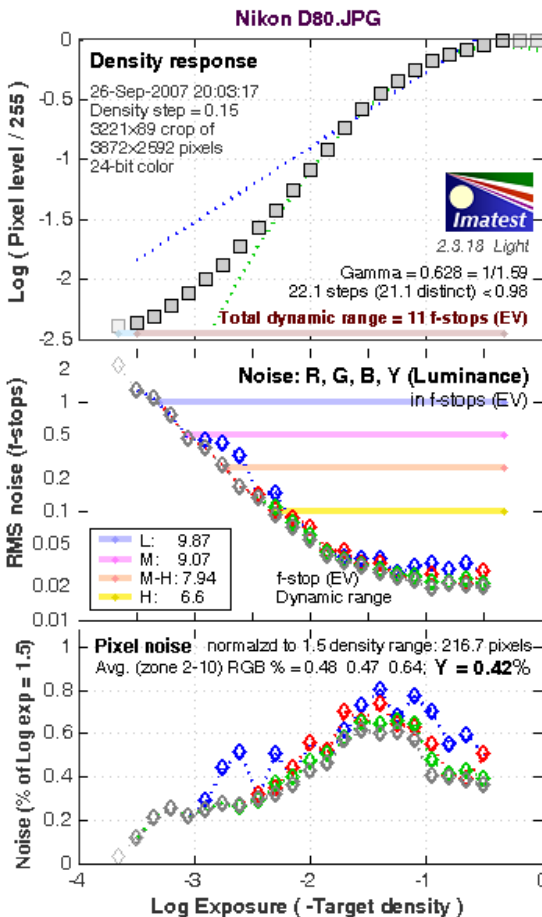 Nikon D80.JPG
Density response
26-Sep-2007 20:03:17
Density step = 0.15
3221x89 crop of
3872x2592 pixels
24-bit color
Imatest
2.3.18 Light
Gamma = 0.628 = 1/1.59
22.1 steps (21.1 distinct) < 0.98
Total dynamic range = 11 f-stops (EV)
Log ( Pixel level / 255 )
0
-0.5
-1
-1.5
-2
-2.5
Noise: R, G, B, Y (Luminance)
in f-stops (EV)
RMS noise (f-stops)
2
1
0.5
0.2
0.1
0.05
0.02
0.01
L: 9.87
M: 9.07
M-H: 7.94 f-stop (EV)
H: 6.6 Dynamic range
Pixel noise normalzd to 1.5 density range: 216.7 pixels
Avg. (zone 2-10) RGB % = 0.48 0.47 0.64; Y = 0.42%
Noise (% of Log exp = 1.5)
1
0.8
0.6
0.4
0.2
0
-4 -3 -2 -1 0
Log Exposure ( -Target density )